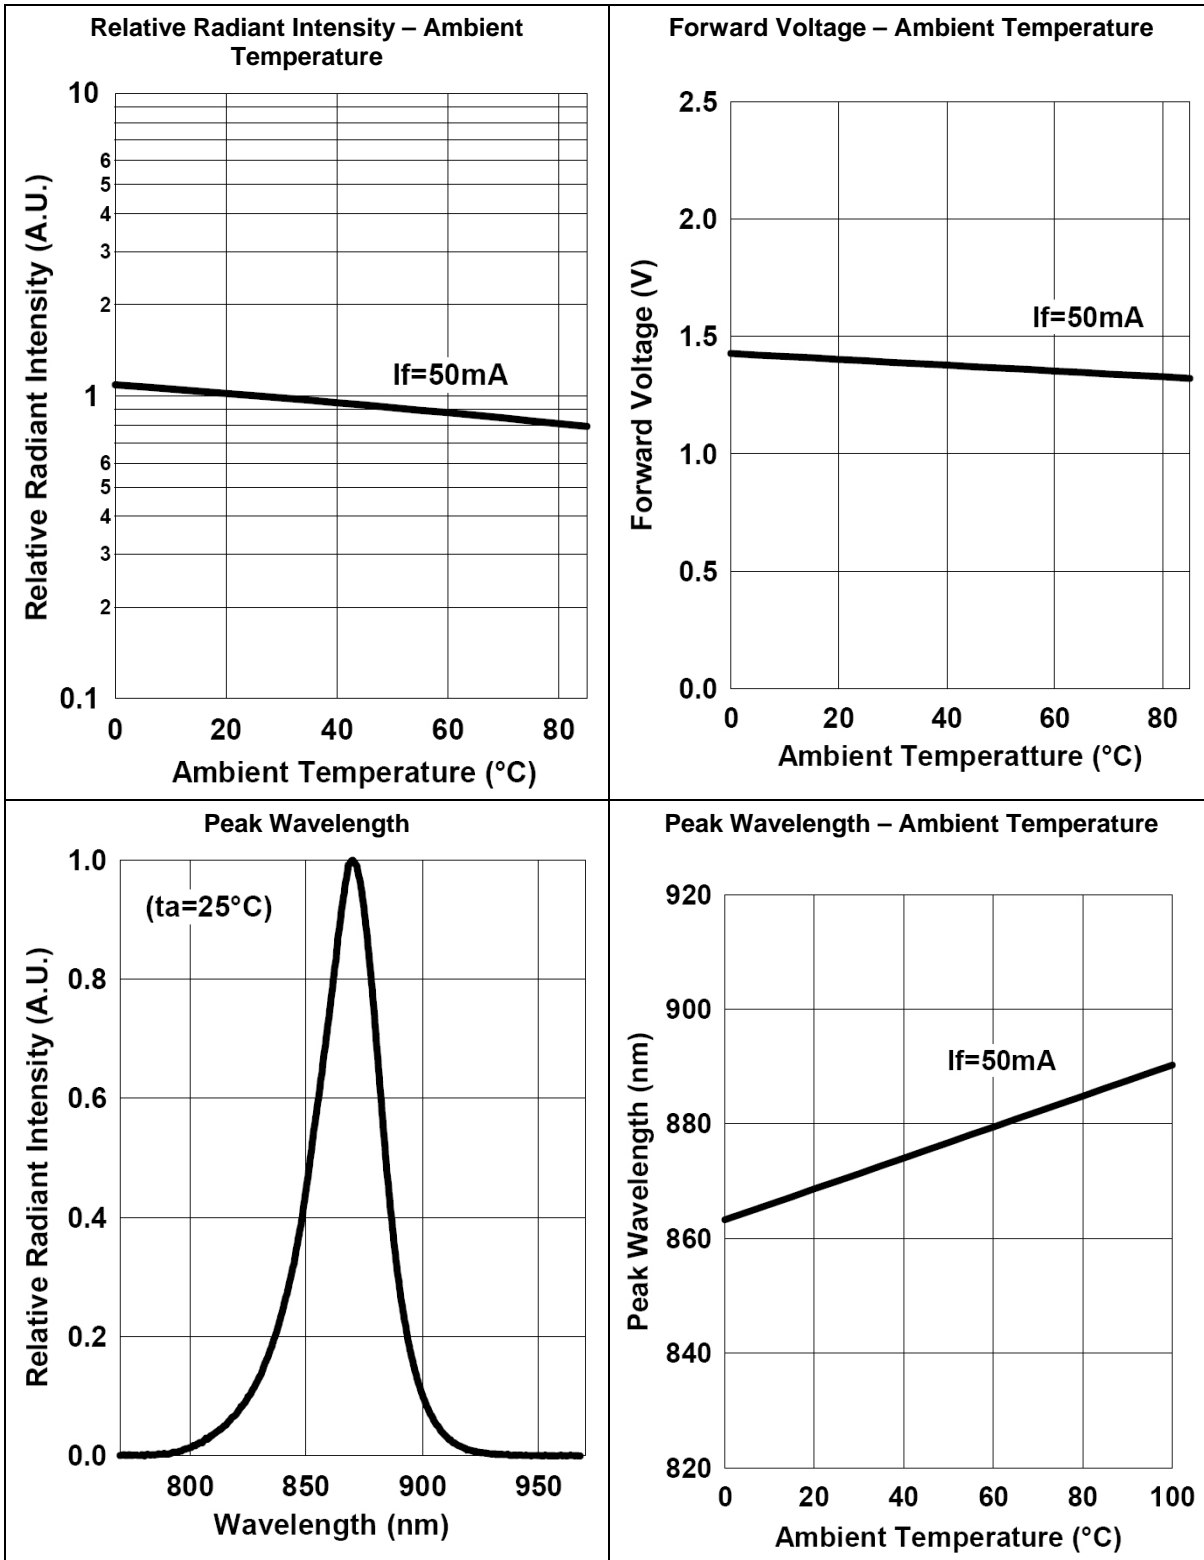 Relative Radiant Intensity – Ambient
Temperature
10
6
5
4
3
2
1
6
5
4
3
2
0.1
Relative Radiant Intensity (A.U.)
If=50mA
0 20 40 60 80
Ambient Temperature (°C)
Forward Voltage – Ambient Temperature
2.5
2.0
1.5
1.0
0.5
0.0
Forward Voltage (V)
If=50mA
0 20 40 60 80
Ambient Temperatture (°C)
Peak Wavelength
1.0
0.8
0.6
0.4
0.2
0.0
Relative Radiant Intensity (A.U.)
(ta=25°C)
800 850 900 950
Wavelength (nm)
Peak Wavelength – Ambient Temperature
920
900
880
860
840
820
Peak Wavelength (nm)
If=50mA
0 20 40 60 80 100
Ambient Temperature (°C)